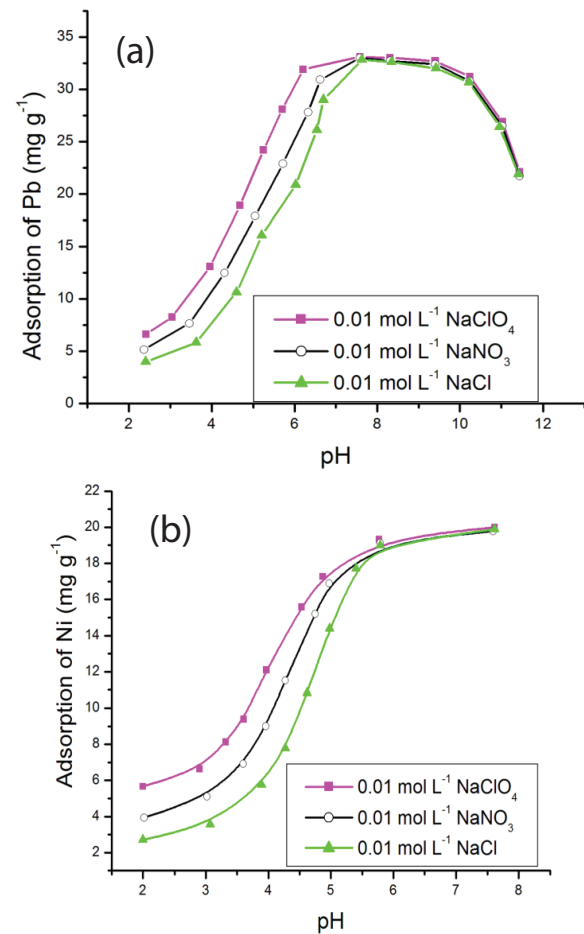 (a)
Adsorption of Pb (mg g⁻¹)
35
30
25
20
15
10
5
0
0.01 mol L⁻¹ NaClO₄
0.01 mol L⁻¹ NaNO₃
0.01 mol L⁻¹ NaCl
2 4 6 8 10 12
pH
(b)
Adsorption of Ni (mg g⁻¹)
22
20
18
16
14
12
10
8
6
4
2
0.01 mol L⁻¹ NaClO₄
0.01 mol L⁻¹ NaNO₃
0.01 mol L⁻¹ NaCl
2 3 4 5 6 7 8
pH